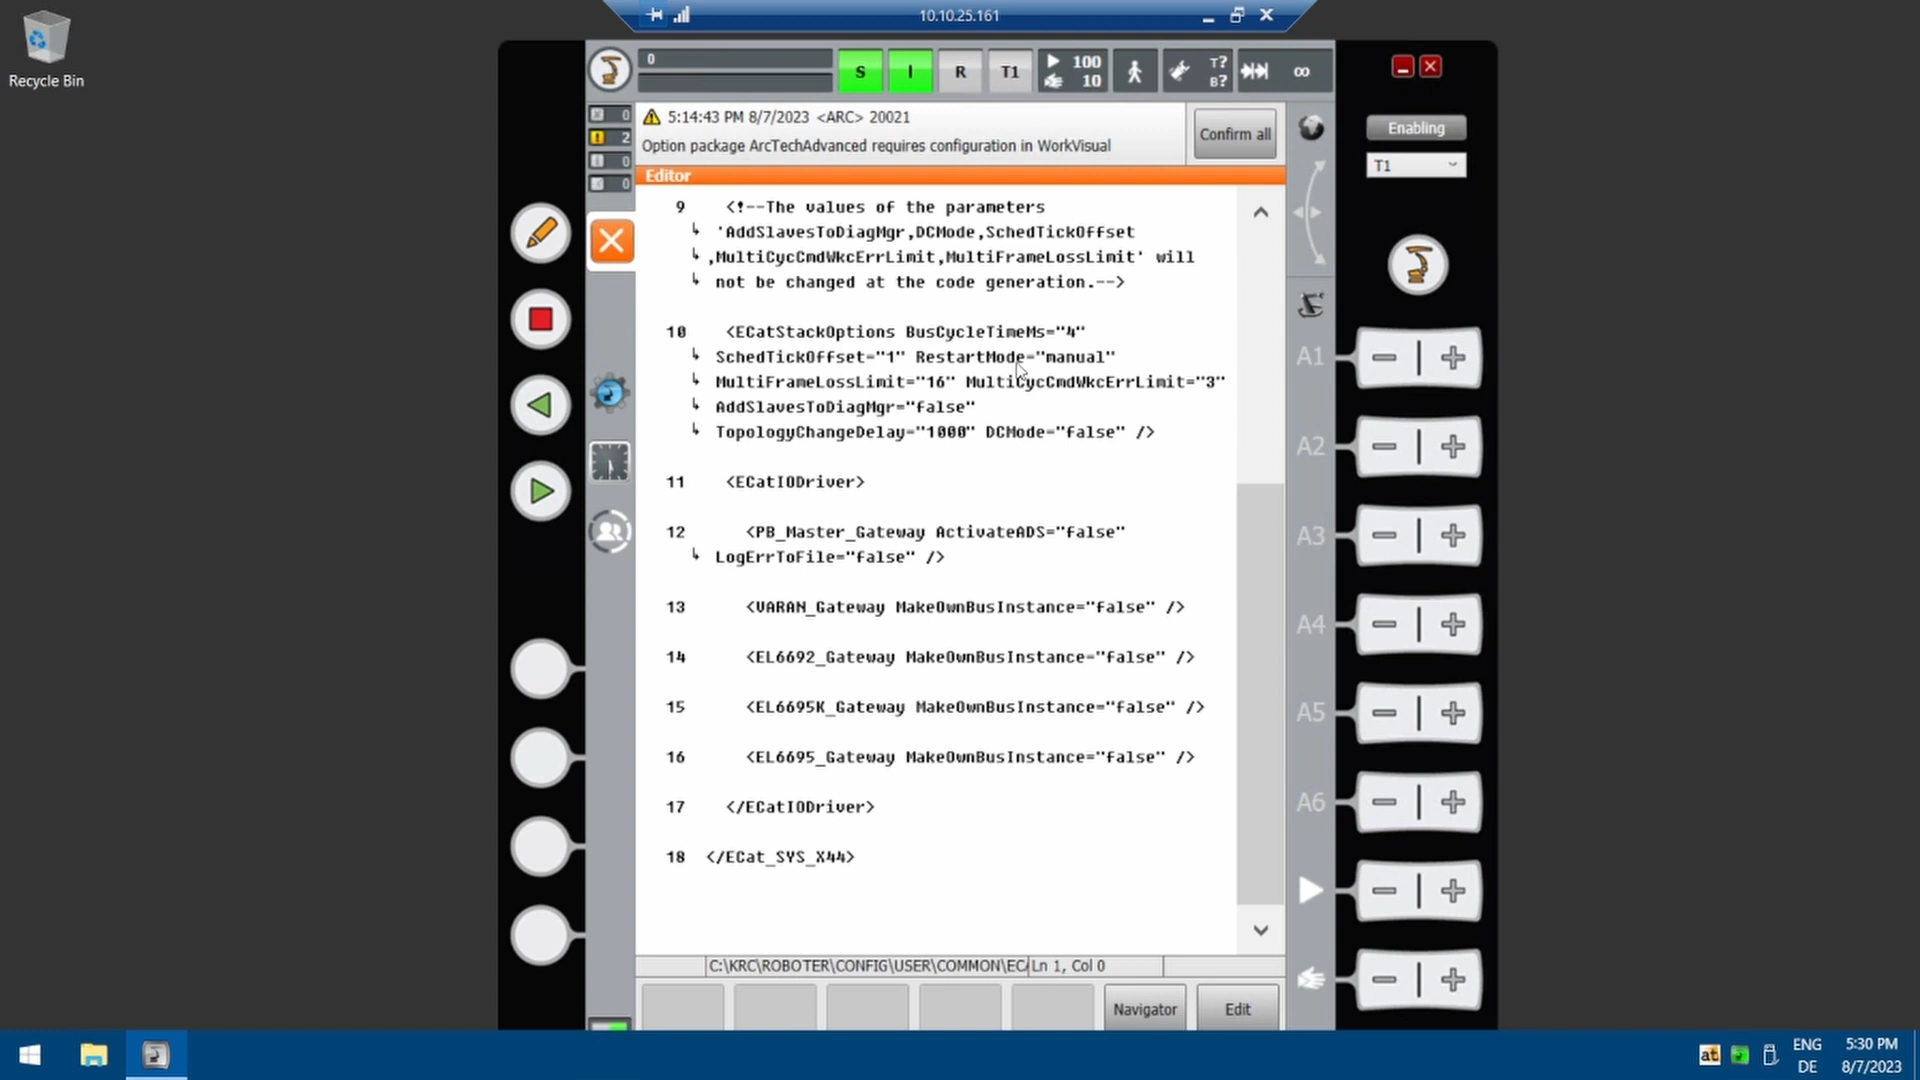 10.10.25.161
Recycle Bin
0
S
I
R
T1
100
10
T?
B?
∞
0
2
0
0
5:14:43 PM 8/7/2023 <ARC> 20021
Option package ArcTechAdvanced requires configuration in WorkVisual
Confirm all
Enabling
T1
Editor
9 <!--The values of the parameters
'AddSlavesToDiagMgr,DCMode,SchedTickOffset
,MultiCycCmdWkcErrLimit,MultiFrameLossLimit' will
not be changed at the code generation.-->
10 <ECatStackOptions BusCycleTimeMs="4"
SchedTickOffset="1" RestartMode="manual"
MultiFrameLossLimit="16" MultiCycCmdWkcErrLimit="3"
AddSlavesToDiagMgr="false"
TopologyChangeDelay="1000" DCMode="false" />
11 <ECatIODriver>
12 <PB_Master_Gateway ActivateADS="false"
LogErrToFile="false" />
13 <VARAN_Gateway MakeOwnBusInstance="false" />
14 <EL6692_Gateway MakeOwnBusInstance="false" />
15 <EL6695K_Gateway MakeOwnBusInstance="false" />
16 <EL6695_Gateway MakeOwnBusInstance="false" />
17 </ECatIODriver>
18 </ECat_SYS_X44>
A1
A2
A3
A4
A5
A6
C:\KRC\ROBOTER\CONFIG\USER\COMMON\ECA
Ln 1, Col 0
Navigator
Edit
at
ENG
DE
5:30 PM
8/7/2023